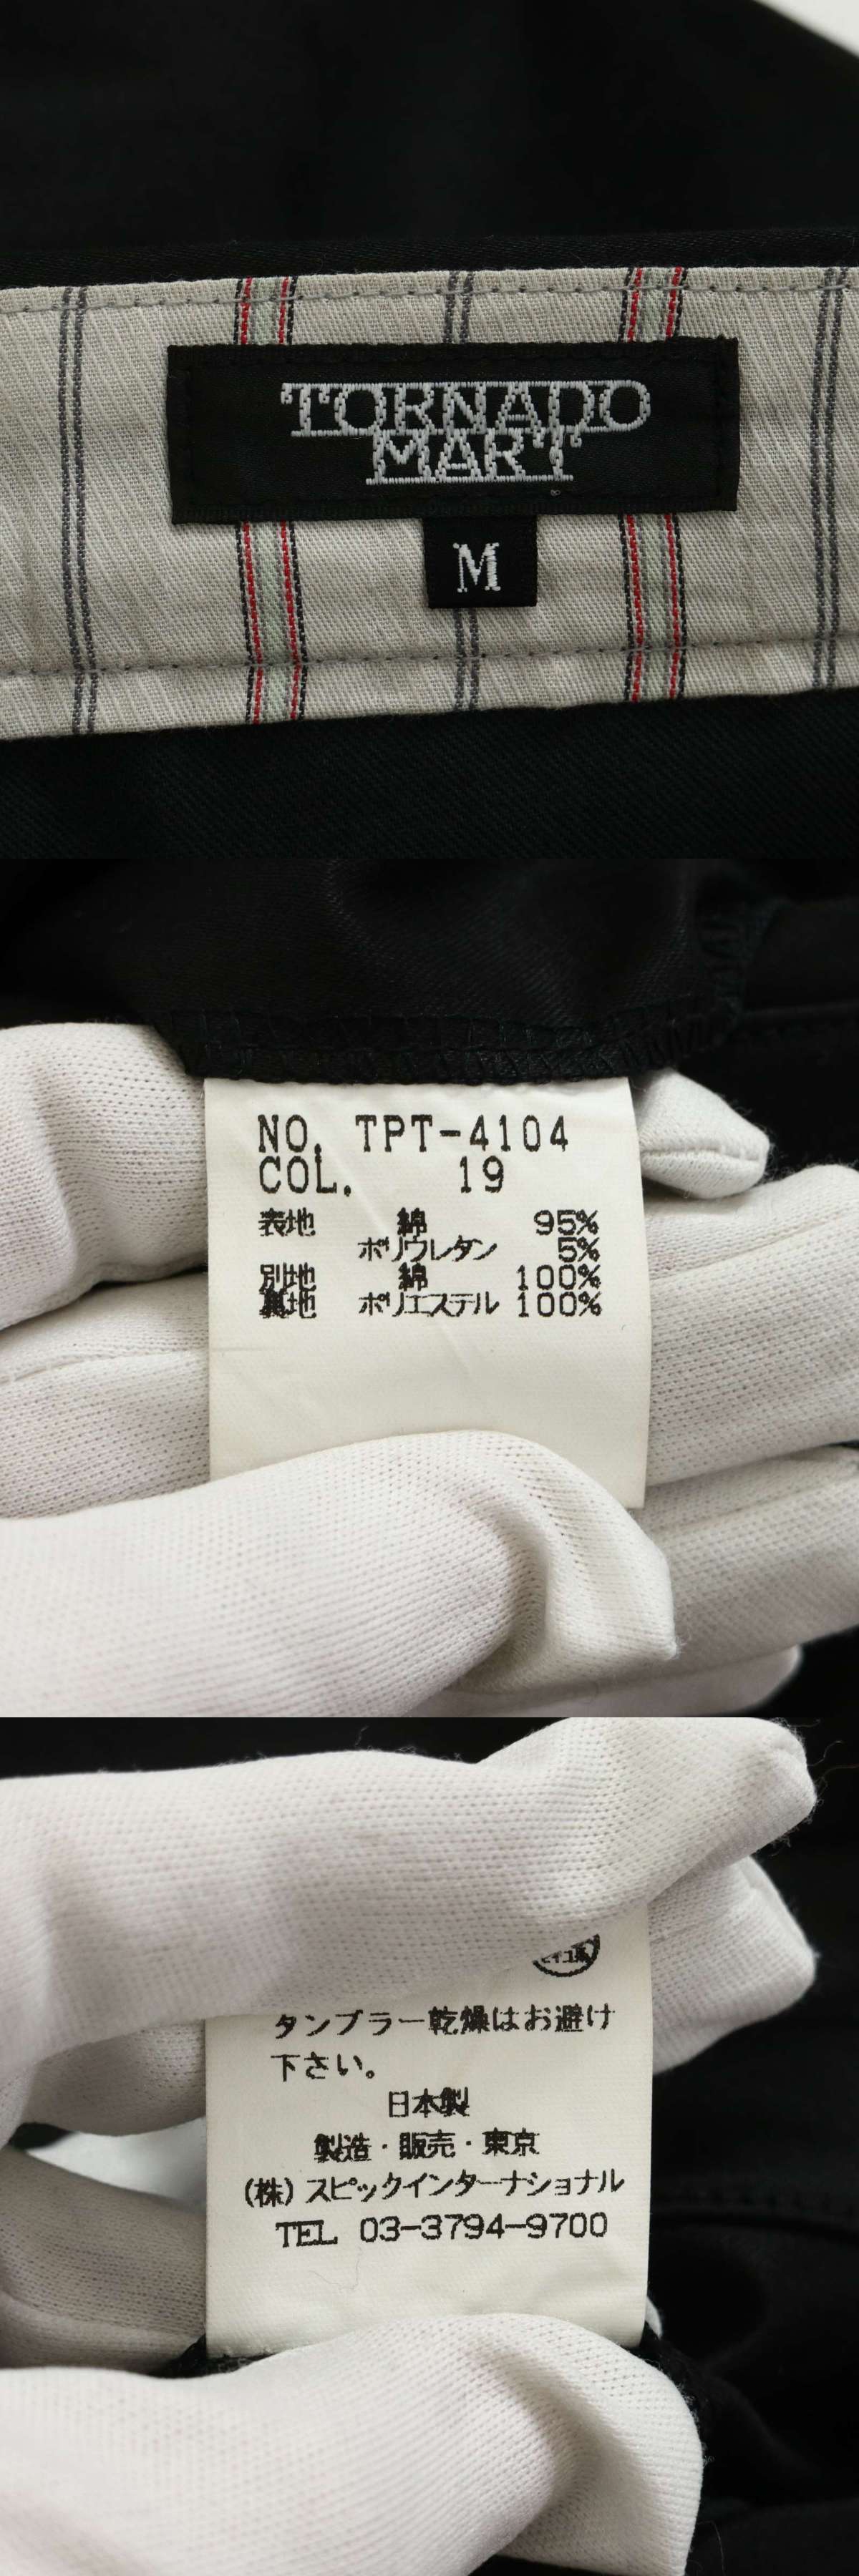 TORNADO
MART
M
NO. TPT-4104
COL. 19
表地 綿 95%
ポリウレタン 5%
別地 綿 100%
裏地 ポリエステル 100%
タンブラー乾燥はお避け
下さい。
日本製
製造・販売・東京
(株)スピックインターナショナル
TEL 03-3794-9700